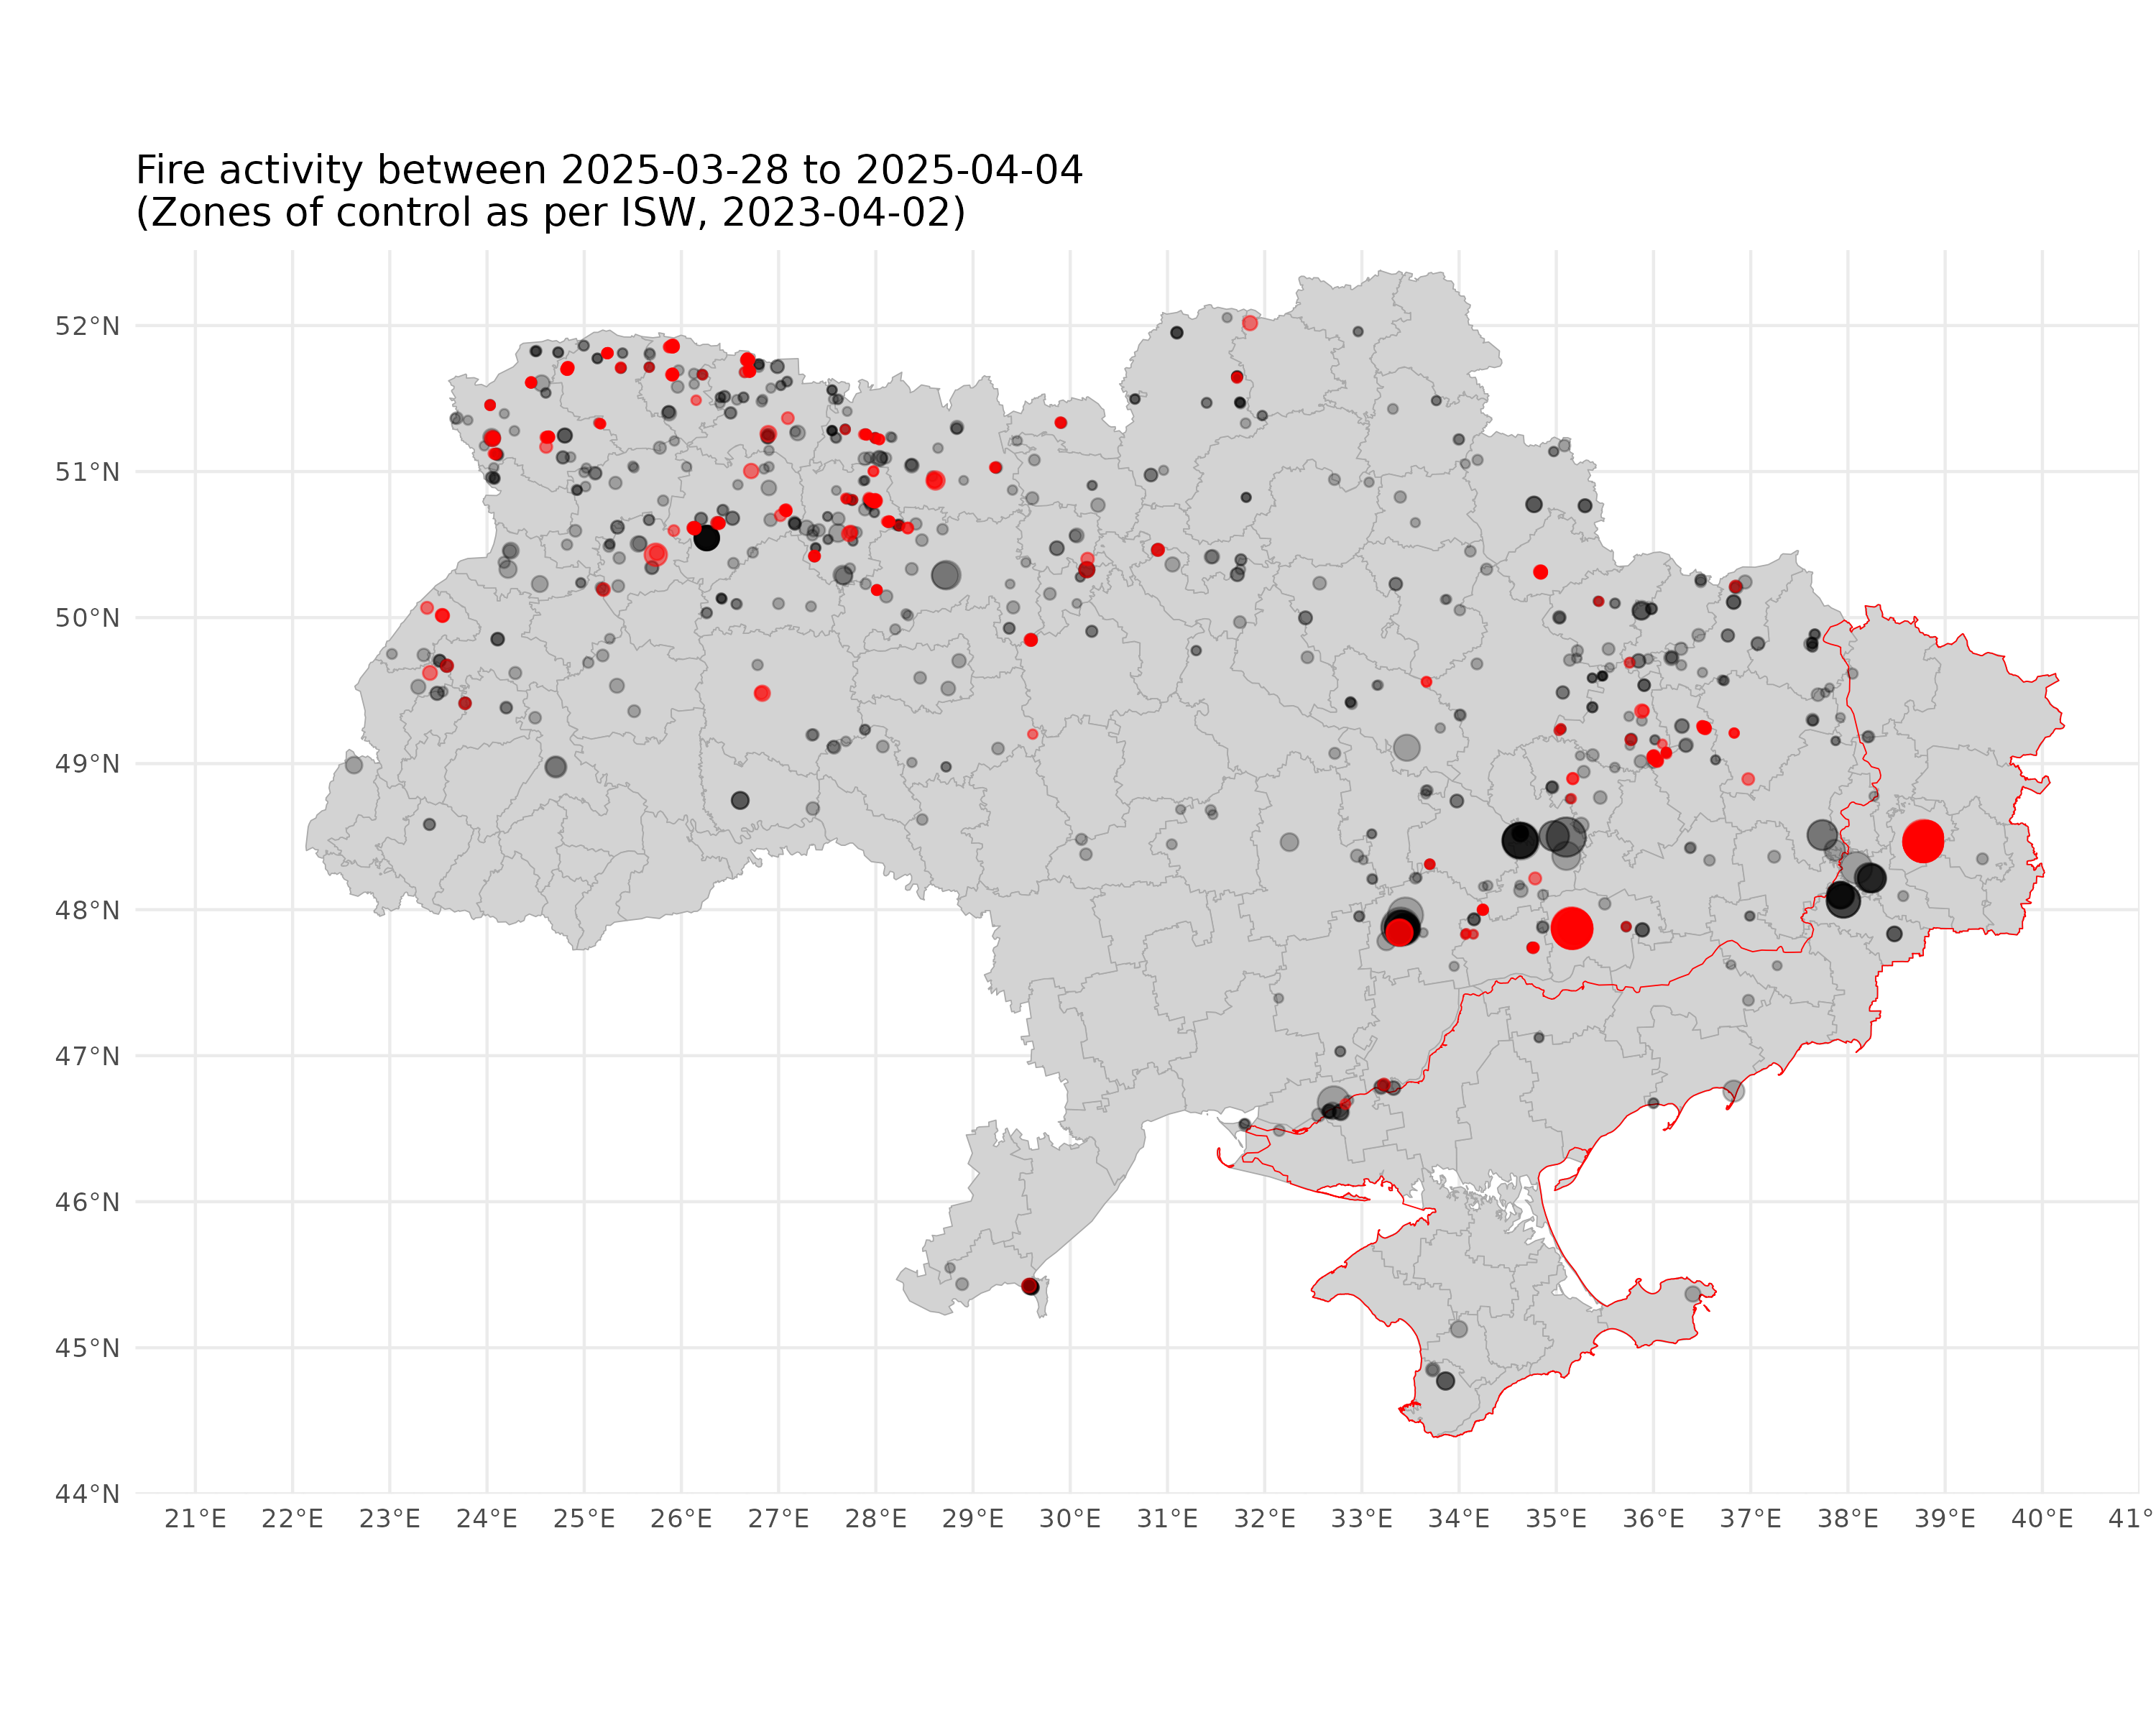 Fire activity between 2025-03-28 to 2025-04-04
(Zones of control as per ISW, 2023-04-02)
52°N
51°N
50°N
49°N
48°N
47°N
46°N
45°N
44°N
21°E 22°E 23°E 24°E 25°E 26°E 27°E 28°E 29°E 30°E 31°E 32°E 33°E 34°E 35°E 36°E 37°E 38°E 39°E 40°E 41°